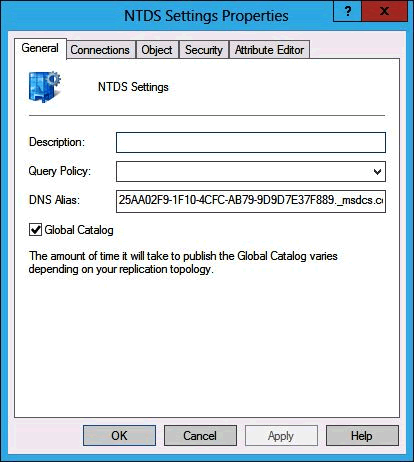 NTDS Settings Properties
? X
General Connections Object Security Attribute Editor
NTDS Settings
Description:
Query Policy:
DNS Alias: 25AA02F9-1F10-4CFC-AB79-9D9D7E37F889._msdcs.co
Global Catalog
The amount of time it will take to publish the Global Catalog varies
depending on your replication topology.
OK Cancel Apply Help